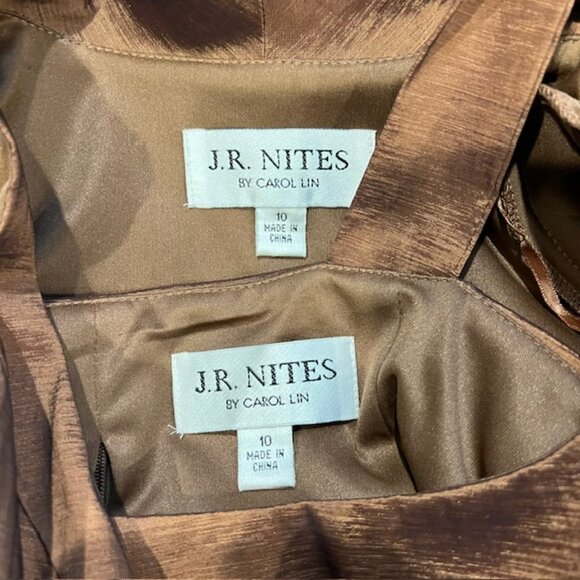 J.R. NITES
BY CAROL LIN
10
MADE IN
CHINA
J.R. NITES
BY CAROL LIN
10
MADE IN
CHINA